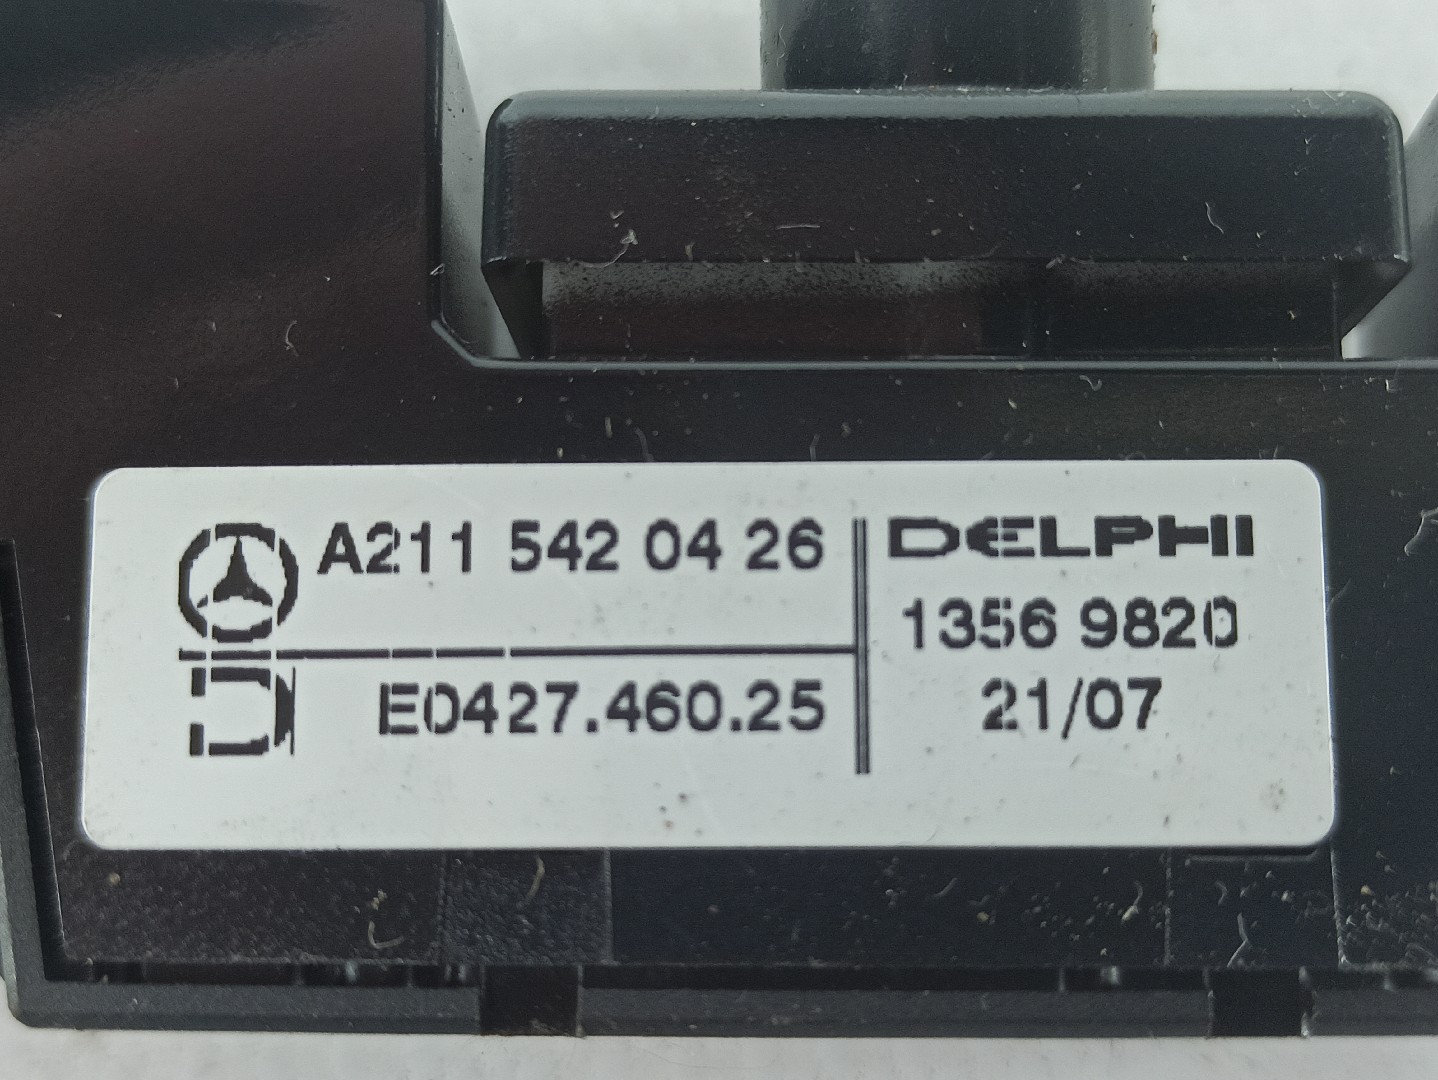 A211 542 04 26
E0427.460.25
DELPHI
1356 9820
21/07